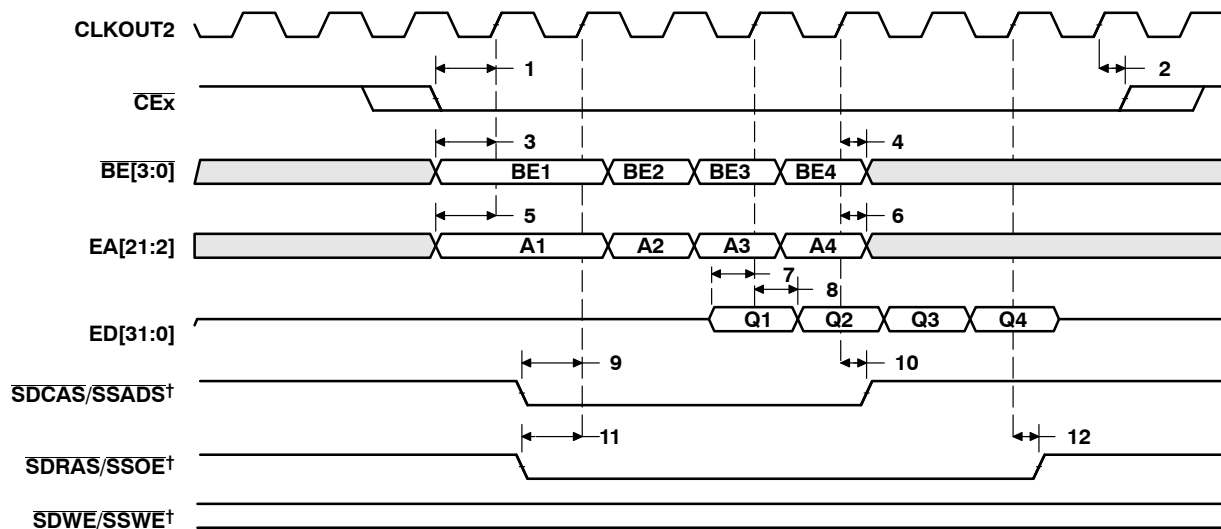 CLKOUT2
1
2
CEx
3
4
BE[3:0]
BE1 BE2 BE3 BE4
5
6
EA[21:2]
A1 A2 A3 A4
7
8
ED[31:0]
Q1 Q2 Q3 Q4
9
10
SDCAS/SSADS†
11
12
SDRAS/SSOE†
SDWE/SSWE†